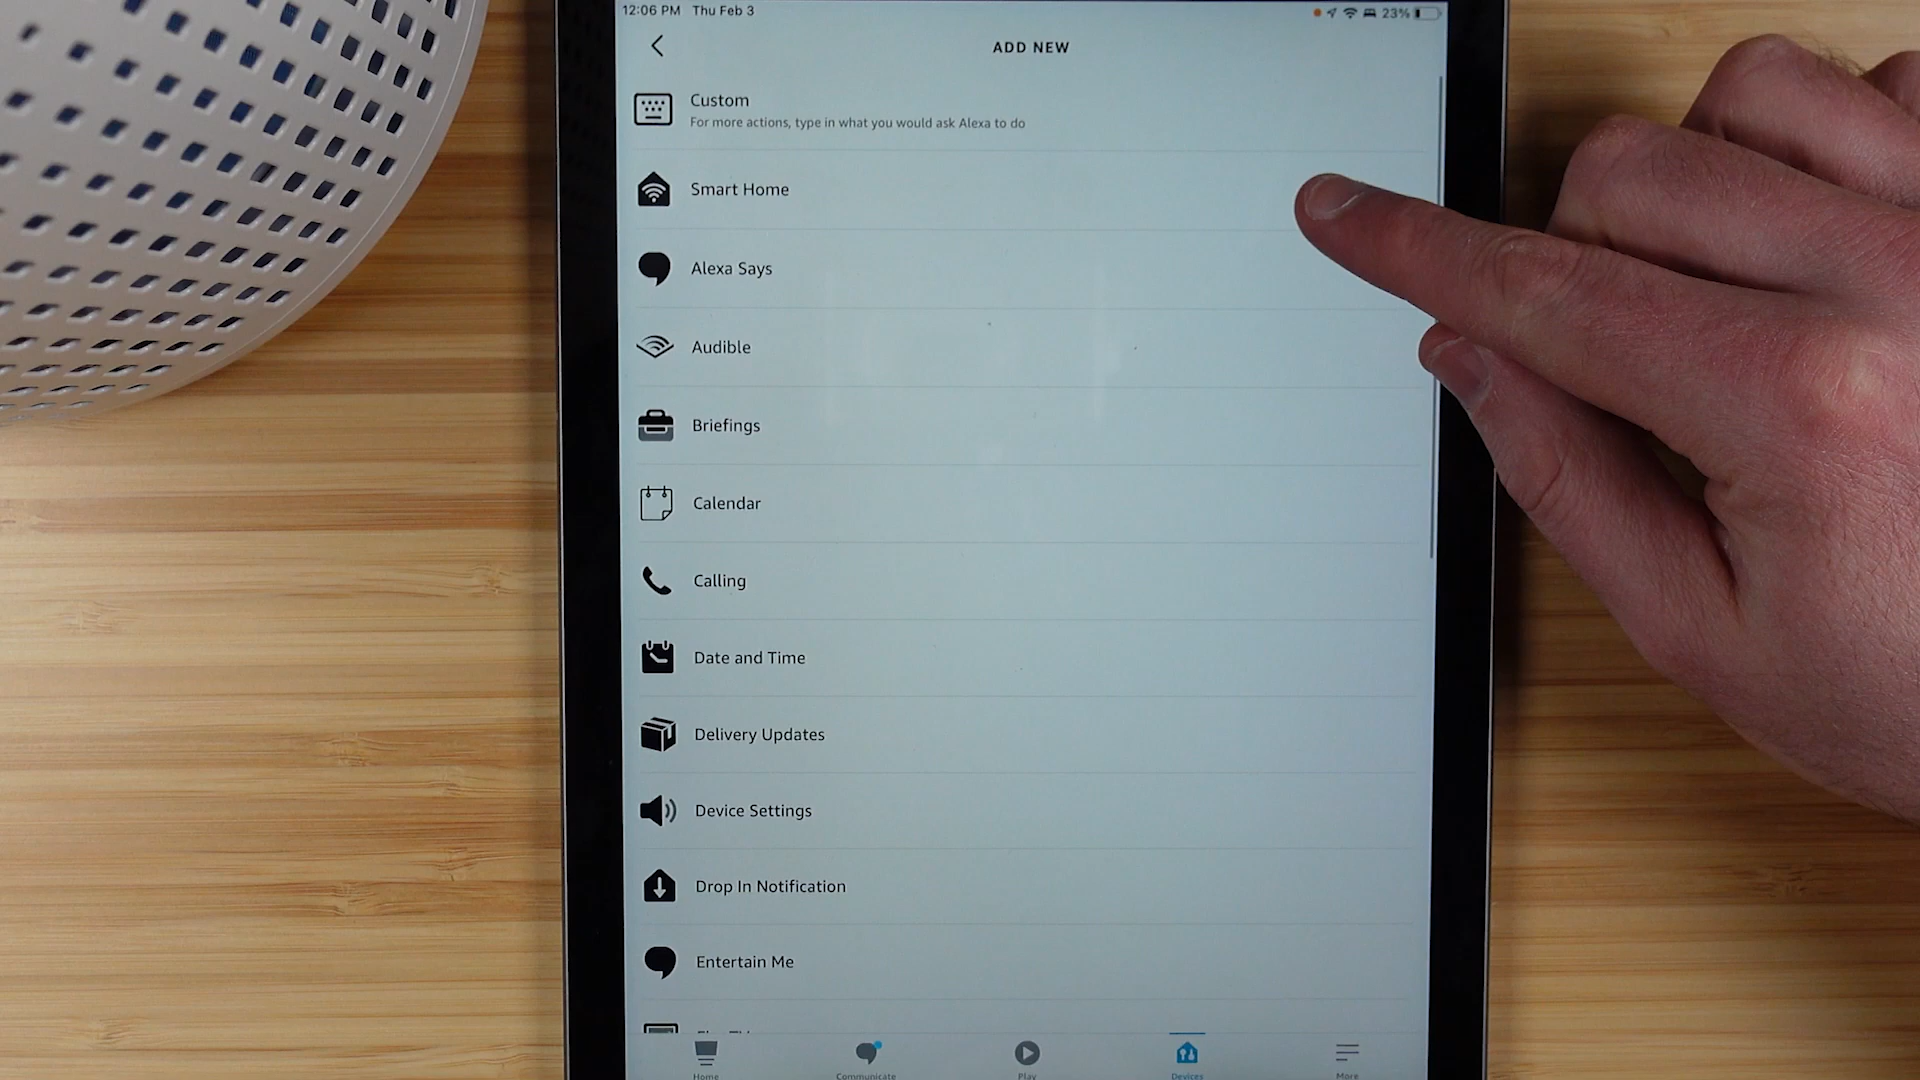 12:06 PM Thu Feb 3
23%
ADD NEW
Custom
For more actions, type in what you would ask Alexa to do
Smart Home
Alexa Says
Audible
Briefings
Calendar
Calling
Date and Time
Delivery Updates
Device Settings
Drop In Notification
Entertain Me
Home Communicate Play Devices More